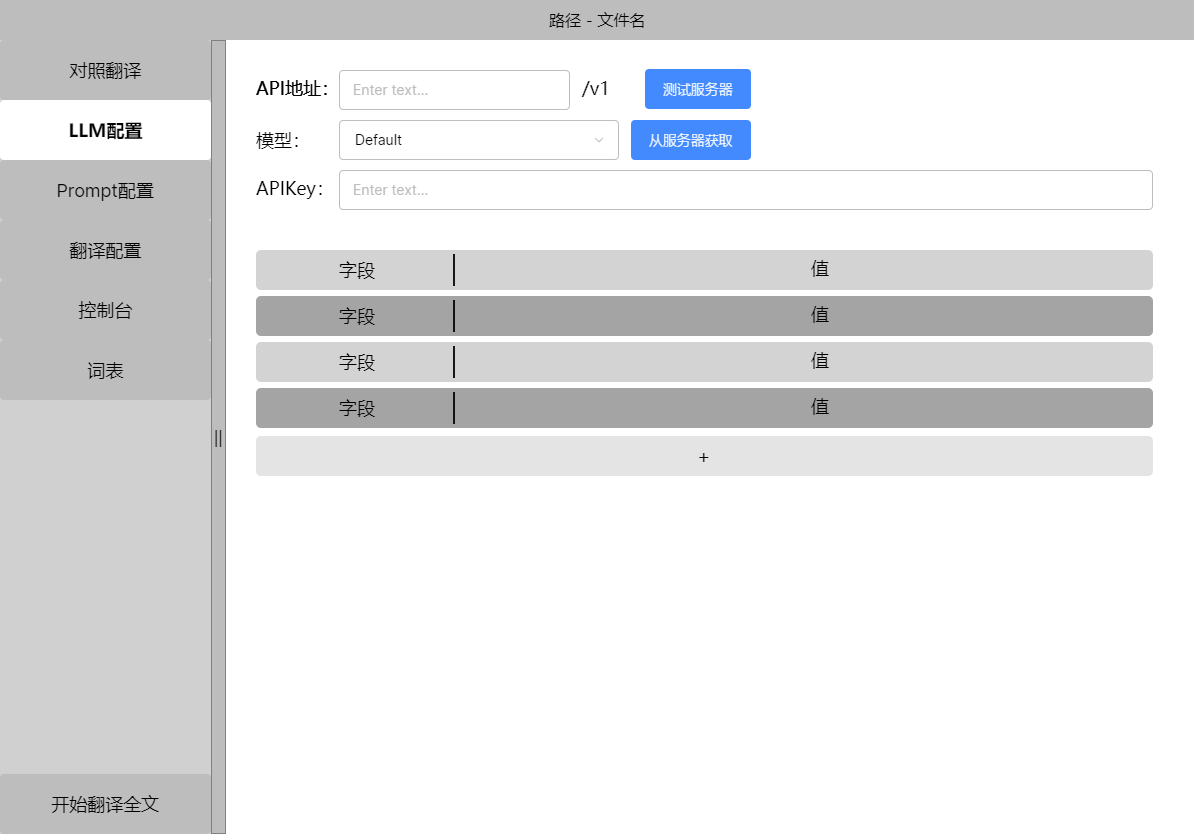 路径 - 文件名
对照翻译
LLM配置
Prompt配置
翻译配置
控制台
词表
开始翻译全文
||
API地址： Enter text... /v1 测试服务器
模型： Default 从服务器获取
APIKey： Enter text...
字段 值
字段 值
字段 值
字段 值
+